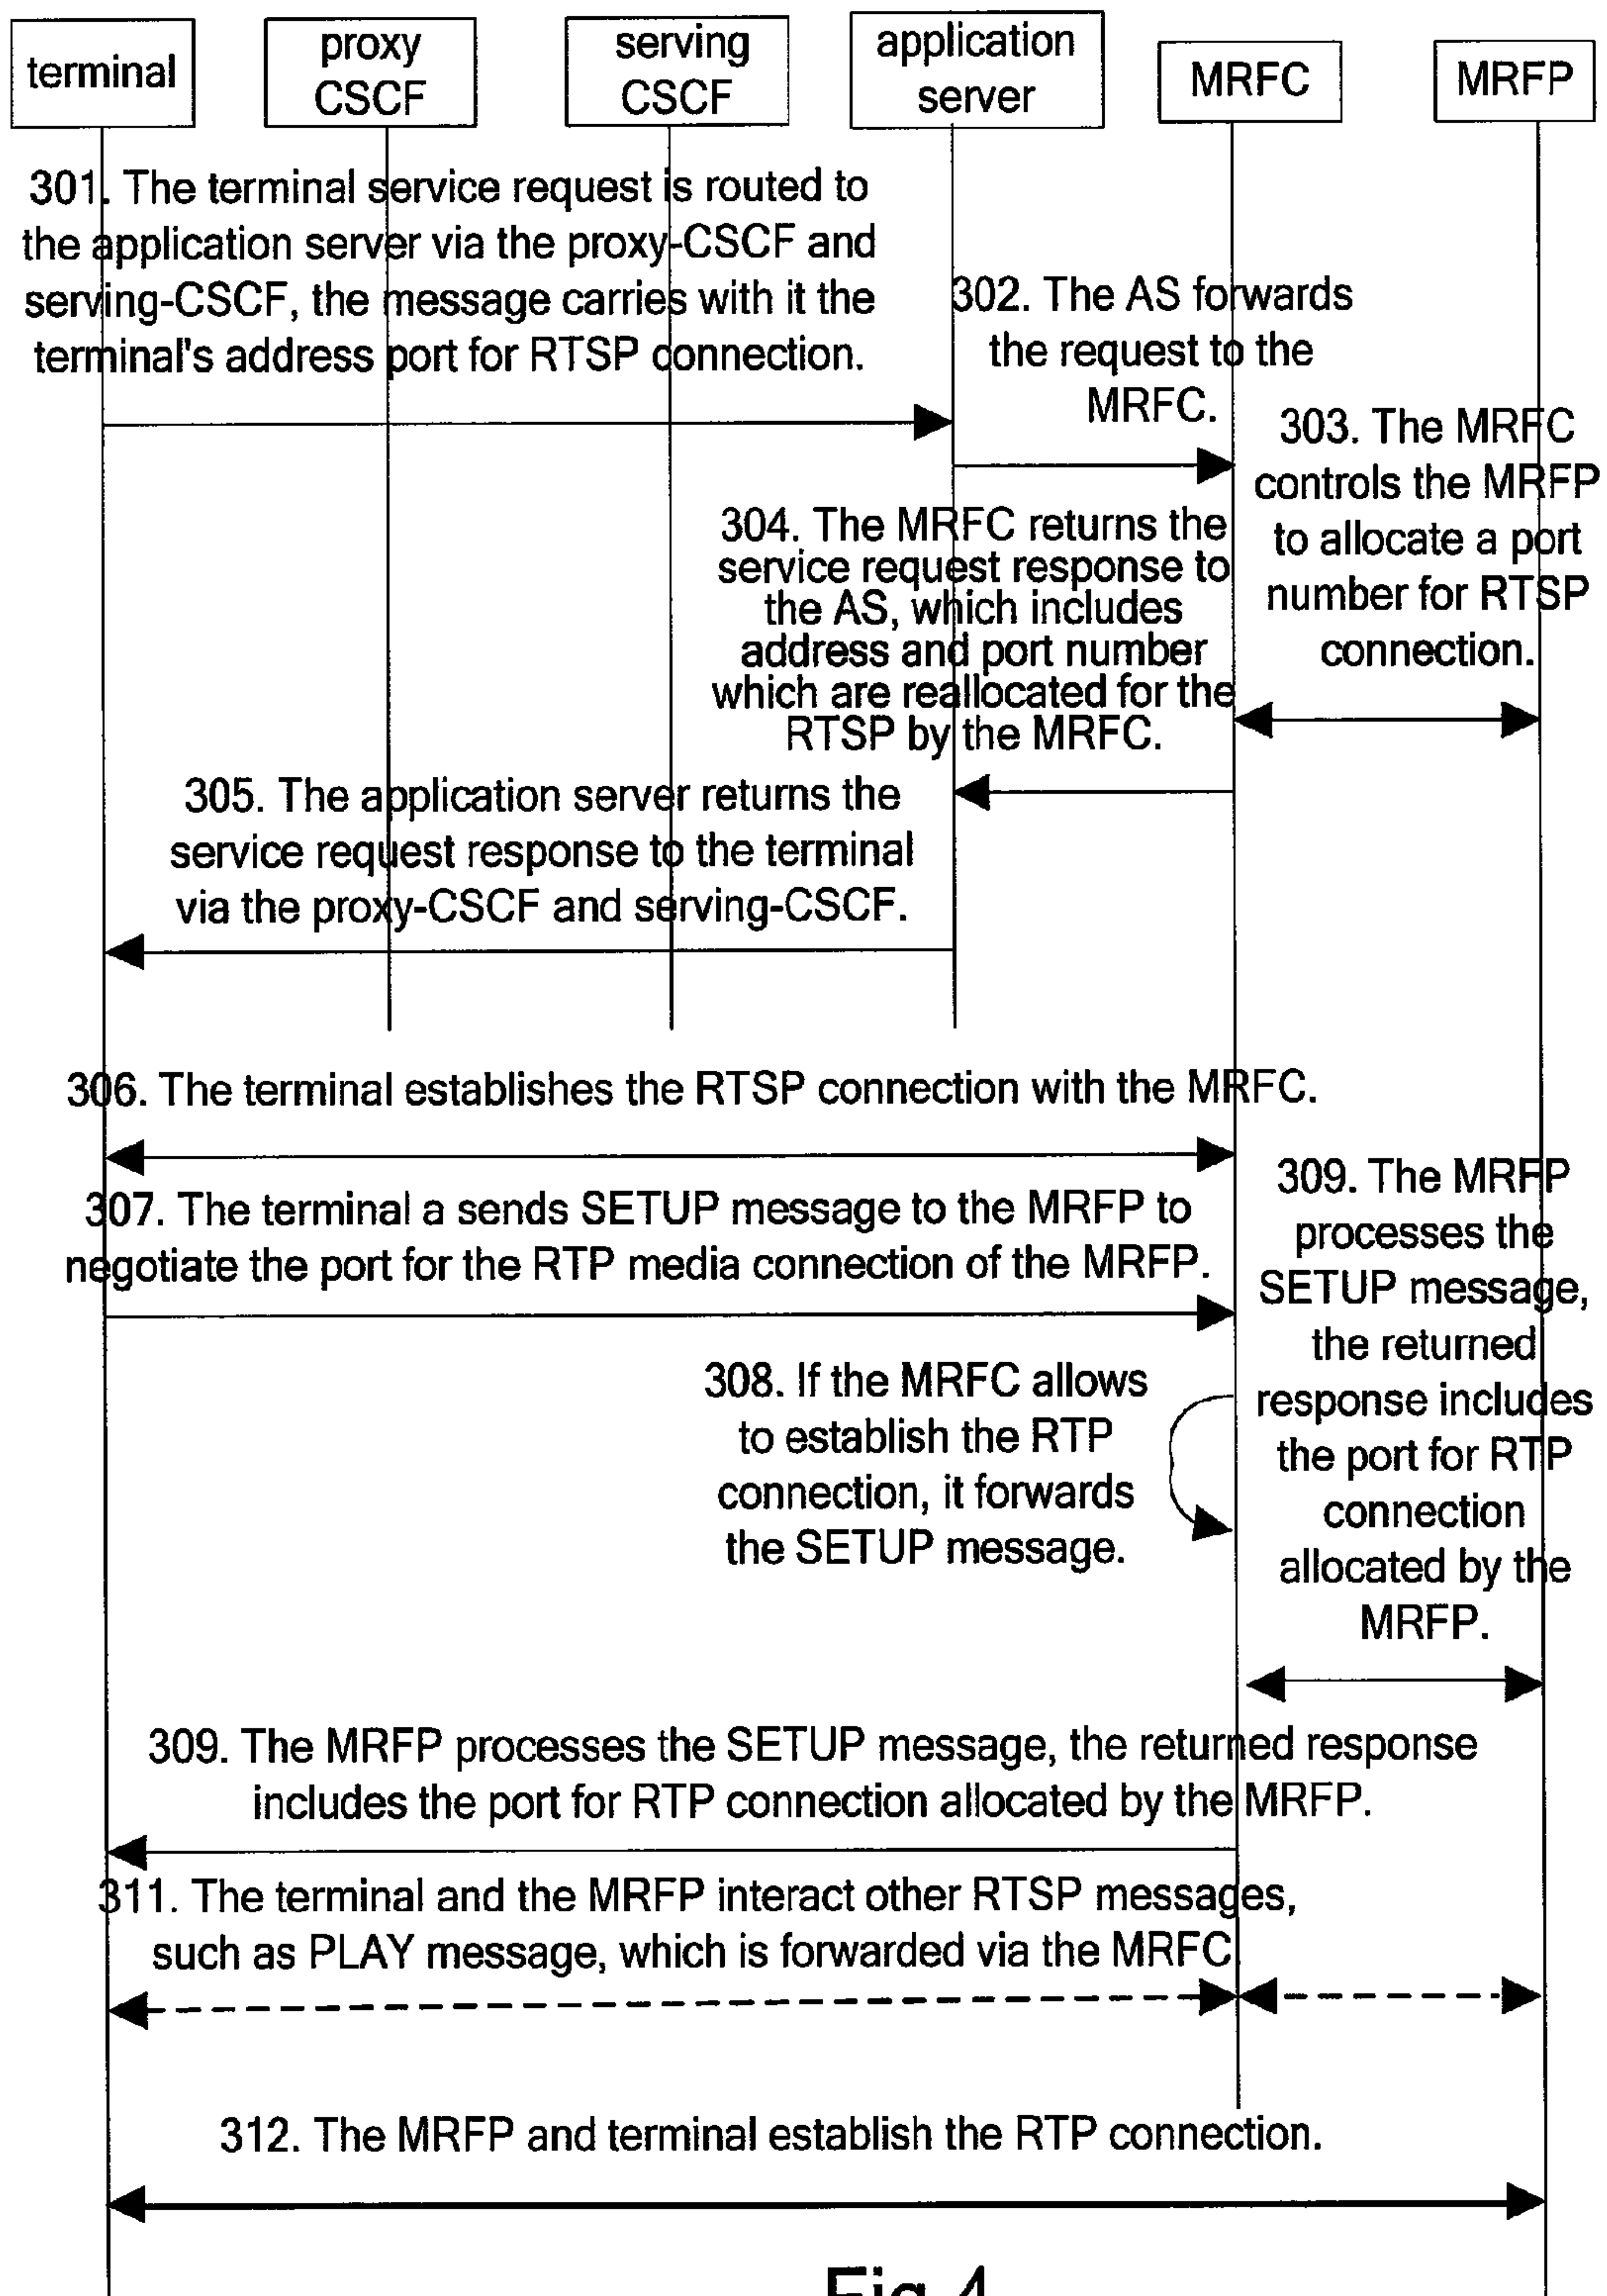 terminal
proxy
CSCF
serving
CSCF
application
server
MRFC
MRFP
301. The terminal service request is routed to
the application server via the proxy-CSCF and
serving-CSCF, the message carries with it the
terminal's address port for RTSP connection.
302. The AS forwards
the request to the
MRFC.
303. The MRFC
controls the MRFP
to allocate a port
number for RTSP
connection.
304. The MRFC returns the
service request response to
the AS, which includes
address and port number
which are reallocated for the
RTSP by the MRFC.
305. The application server returns the
service request response to the terminal
via the proxy-CSCF and serving-CSCF.
306. The terminal establishes the RTSP connection with the MRFC.
307. The terminal a sends SETUP message to the MRFP to
negotiate the port for the RTP media connection of the MRFP.
308. If the MRFC allows
to establish the RTP
connection, it forwards
the SETUP message.
309. The MRFP
processes the
SETUP message,
the returned
response includes
the port for RTP
connection
allocated by the
MRFP.
309. The MRFP processes the SETUP message, the returned response
includes the port for RTP connection allocated by the MRFP.
311. The terminal and the MRFP interact other RTSP messages,
such as PLAY message, which is forwarded via the MRFC
312. The MRFP and terminal establish the RTP connection.
Fig 4